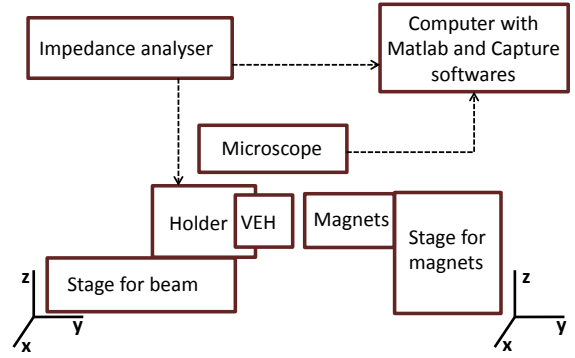 Impedance analyser
Computer with
Matlab and Capture
softwares
Microscope
Holder
VEH
Magnets
Stage for
magnets
Stage for beam
z
y
x
z
y
x